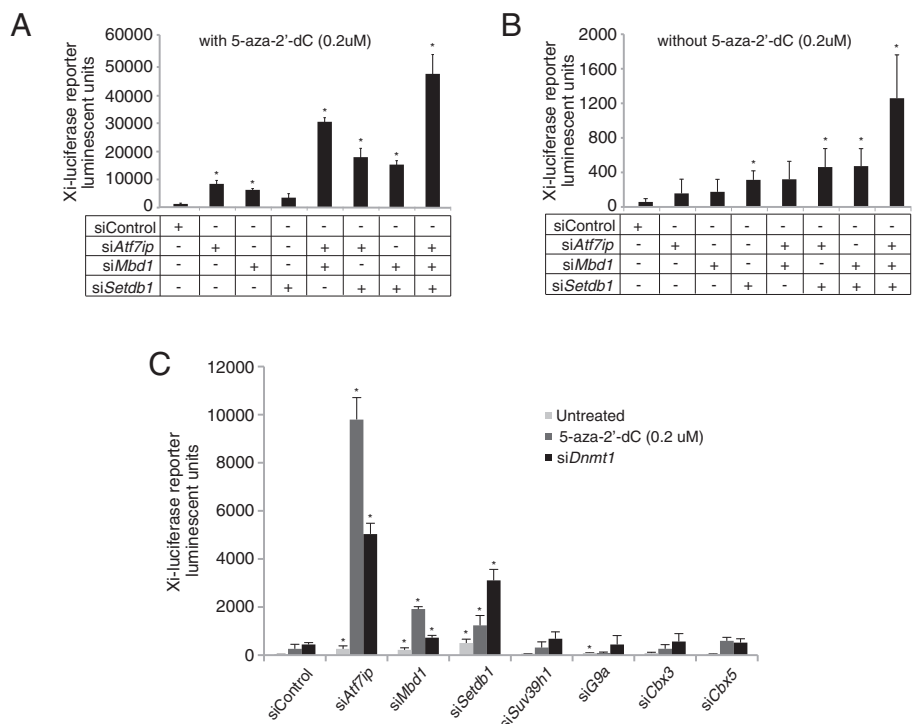 A
with 5-aza-2'-dC (0.2uM)
Xi-luciferase reporter
luminescent units
60000
50000
40000
30000
20000
10000
0
* * * * * *
siControl + - - - - - - -
siAtf7ip - + - - + + - +
siMbd1 - - + - + - + +
siSetdb1 - - - + - + + +
B
without 5-aza-2'-dC (0.2uM)
Xi-luciferase reporter
luminescent units
2000
1600
1200
800
400
0
* * * *
siControl + - - - - - - -
siAtf7ip - + - - + + - +
siMbd1 - - + - + - + +
siSetdb1 - - - + - + + +
C
Xi-luciferase reporter
luminescent units
12000
10000
8000
6000
4000
2000
0
Untreated
5-aza-2'-dC (0.2 uM)
siDnmt1
* * * * * * * * * *
siControl
siAtf7ip
siMbd1
siSetdb1
siSuv39h1
siG9a
siCbx3
siCbx5